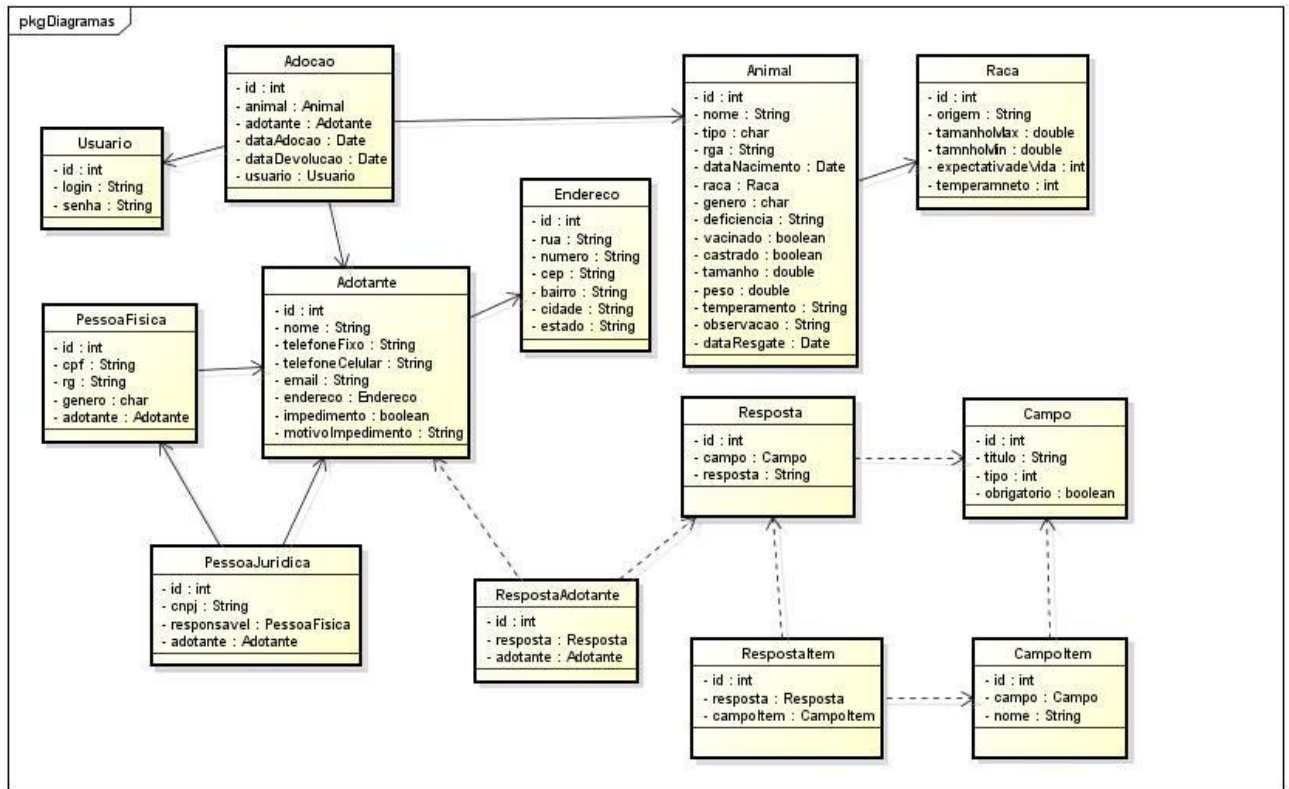 pkgDiagramas
Adocao
- id : int
- animal : Animal
- adotante : Adotante
- dataAdocao : Date
- dataDevolucao : Date
- usuario : Usuario
Animal
- id : int
- nome : String
- tipo : char
- rga : String
- dataNacimento : Date
- raca : Raca
- genero : char
- deficiencia : String
- vacinado : boolean
- castrado : boolean
- tamanho : double
- peso : double
- temperamento : String
- observacao : String
- dataResgate : Date
Raca
- id : int
- origem : String
- tamanhoMax : double
- tamnhoMin : double
- expectativadeVida : int
- temperamneto : int
Usuario
- id : int
- login : String
- senha : String
Endereco
- id : int
- rua : String
- numero : String
- cep : String
- bairro : String
- cidade : String
- estado : String
Adotante
- id : int
- nome : String
- telefoneFixo : String
- telefoneCelular : String
- email : String
- endereco : Endereco
- impedimento : boolean
- motivoImpedimento : String
PessoaFisica
- id : int
- cpf : String
- rg : String
- genero : char
- adotante : Adotante
Resposta
- id : int
- campo : Campo
- resposta : String
Campo
- id : int
- titulo : String
- tipo : int
- obrigatorio : boolean
PessoaJuridica
- id : int
- cnpj : String
- responsavel : PessoaFisica
- adotante : Adotante
RespostaAdotante
- id : int
- resposta : Resposta
- adotante : Adotante
RespostaItem
- id : int
- resposta : Resposta
- campoItem : CampoItem
CampoItem
- id : int
- campo : Campo
- nome : String